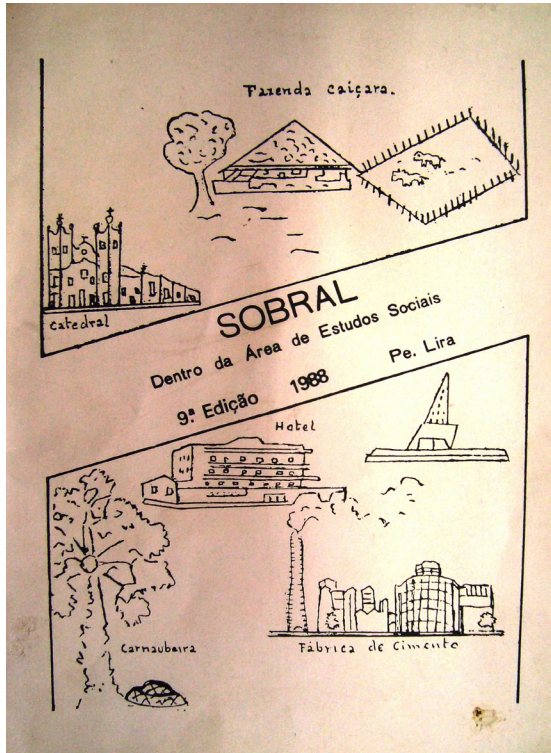 Fazenda Caiçara.
Catedral
SOBRAL
Dentro da Área de Estudos Sociais
9ª Edição 1988 Pe. Lira
Hotel
Carnaubeira
Fábrica de Cimento